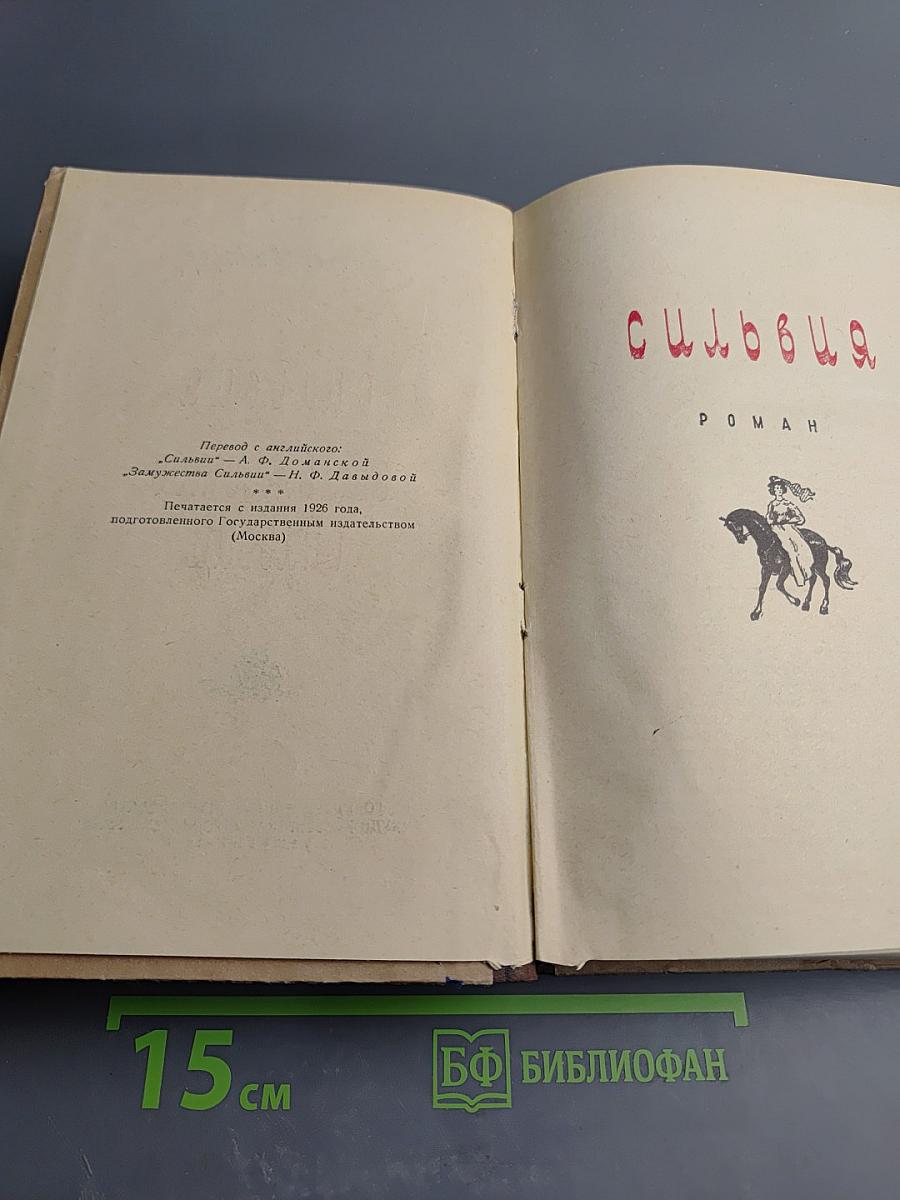 Перевод с английского:
„Сильвии“ — А. Ф. Доманской
„Замужества Сильвии“ — Н. Ф. Давыдовой
* * *
Печатается с издания 1926 года,
подготовленного Государственным издательством
(Москва)
Сильвия
РОМАН
15 см
БФ БИБЛИОФАН